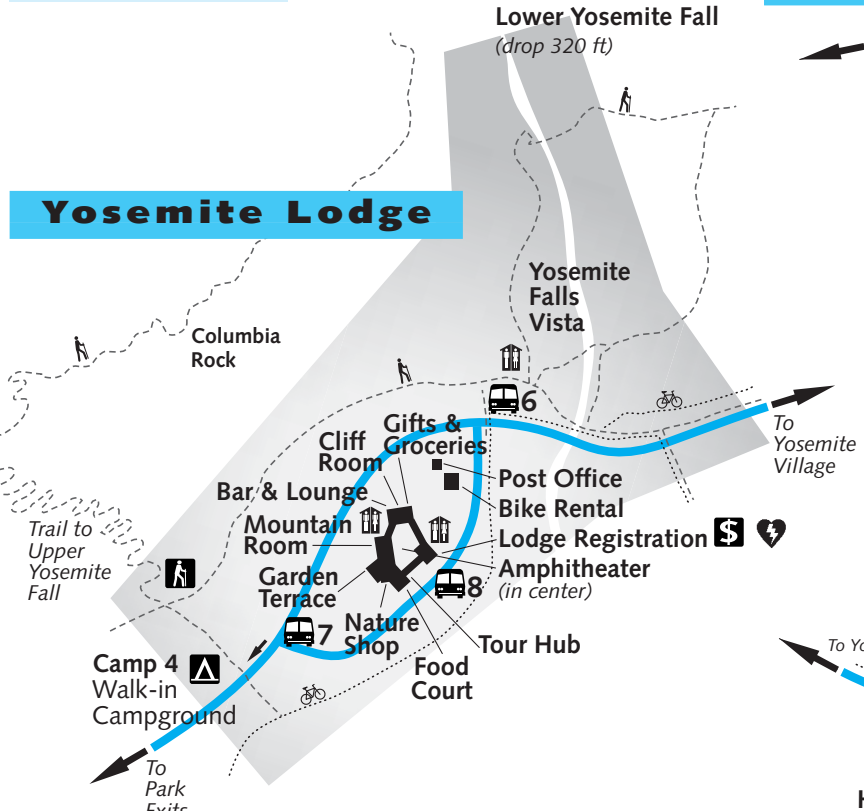 Lower Yosemite Fall
(drop 320 ft)
Yosemite Lodge
Yosemite
Falls
Vista
Columbia
Rock
6
To
Yosemite
Village
Gifts &
Groceries
Cliff
Room
Bar & Lounge
Mountain
Room
Garden
Terrace
Post Office
Bike Rental
Lodge Registration $
Amphitheater
(in center)
8
Trail to
Upper
Yosemite
Fall
7
Nature
Shop
Tour Hub
Food
Court
Camp 4
Walk-in
Campground
To
Park
Exits